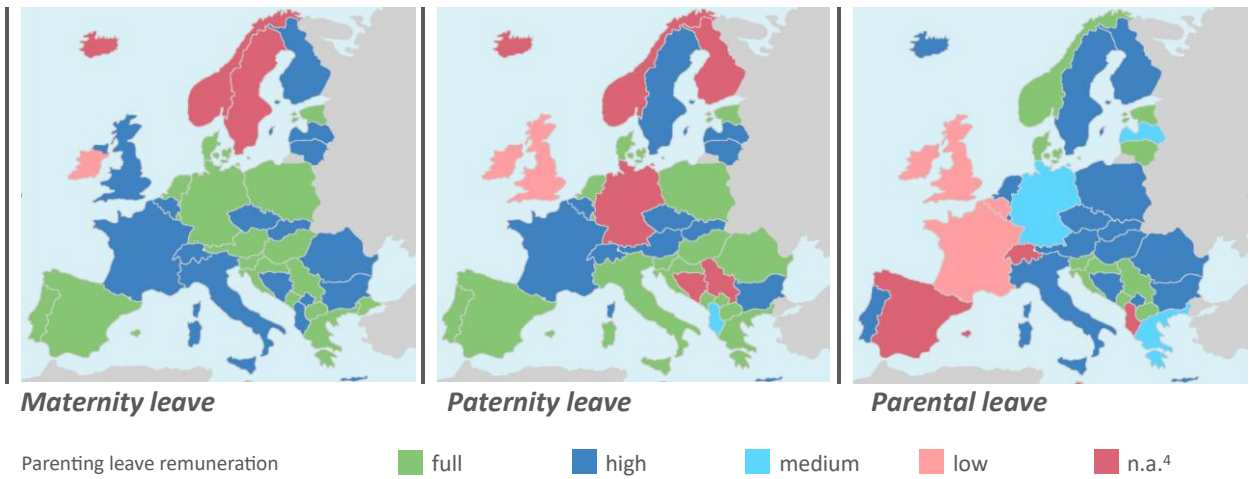 Maternity leave
Paternity leave
Parental leave
Parenting leave remuneration
full
high
medium
low
n.a.⁴